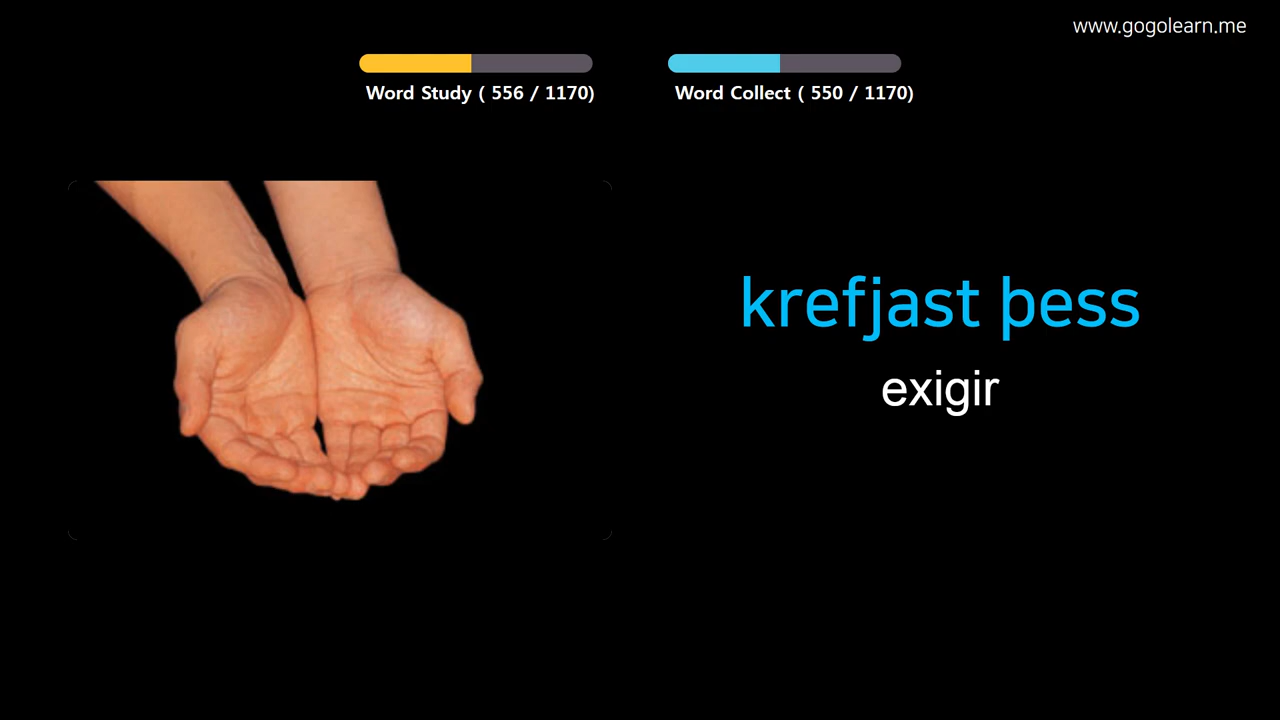 www.gogolearn.me
Word Study ( 556 / 1170)
Word Collect ( 550 / 1170)
krefjast þess
exigir